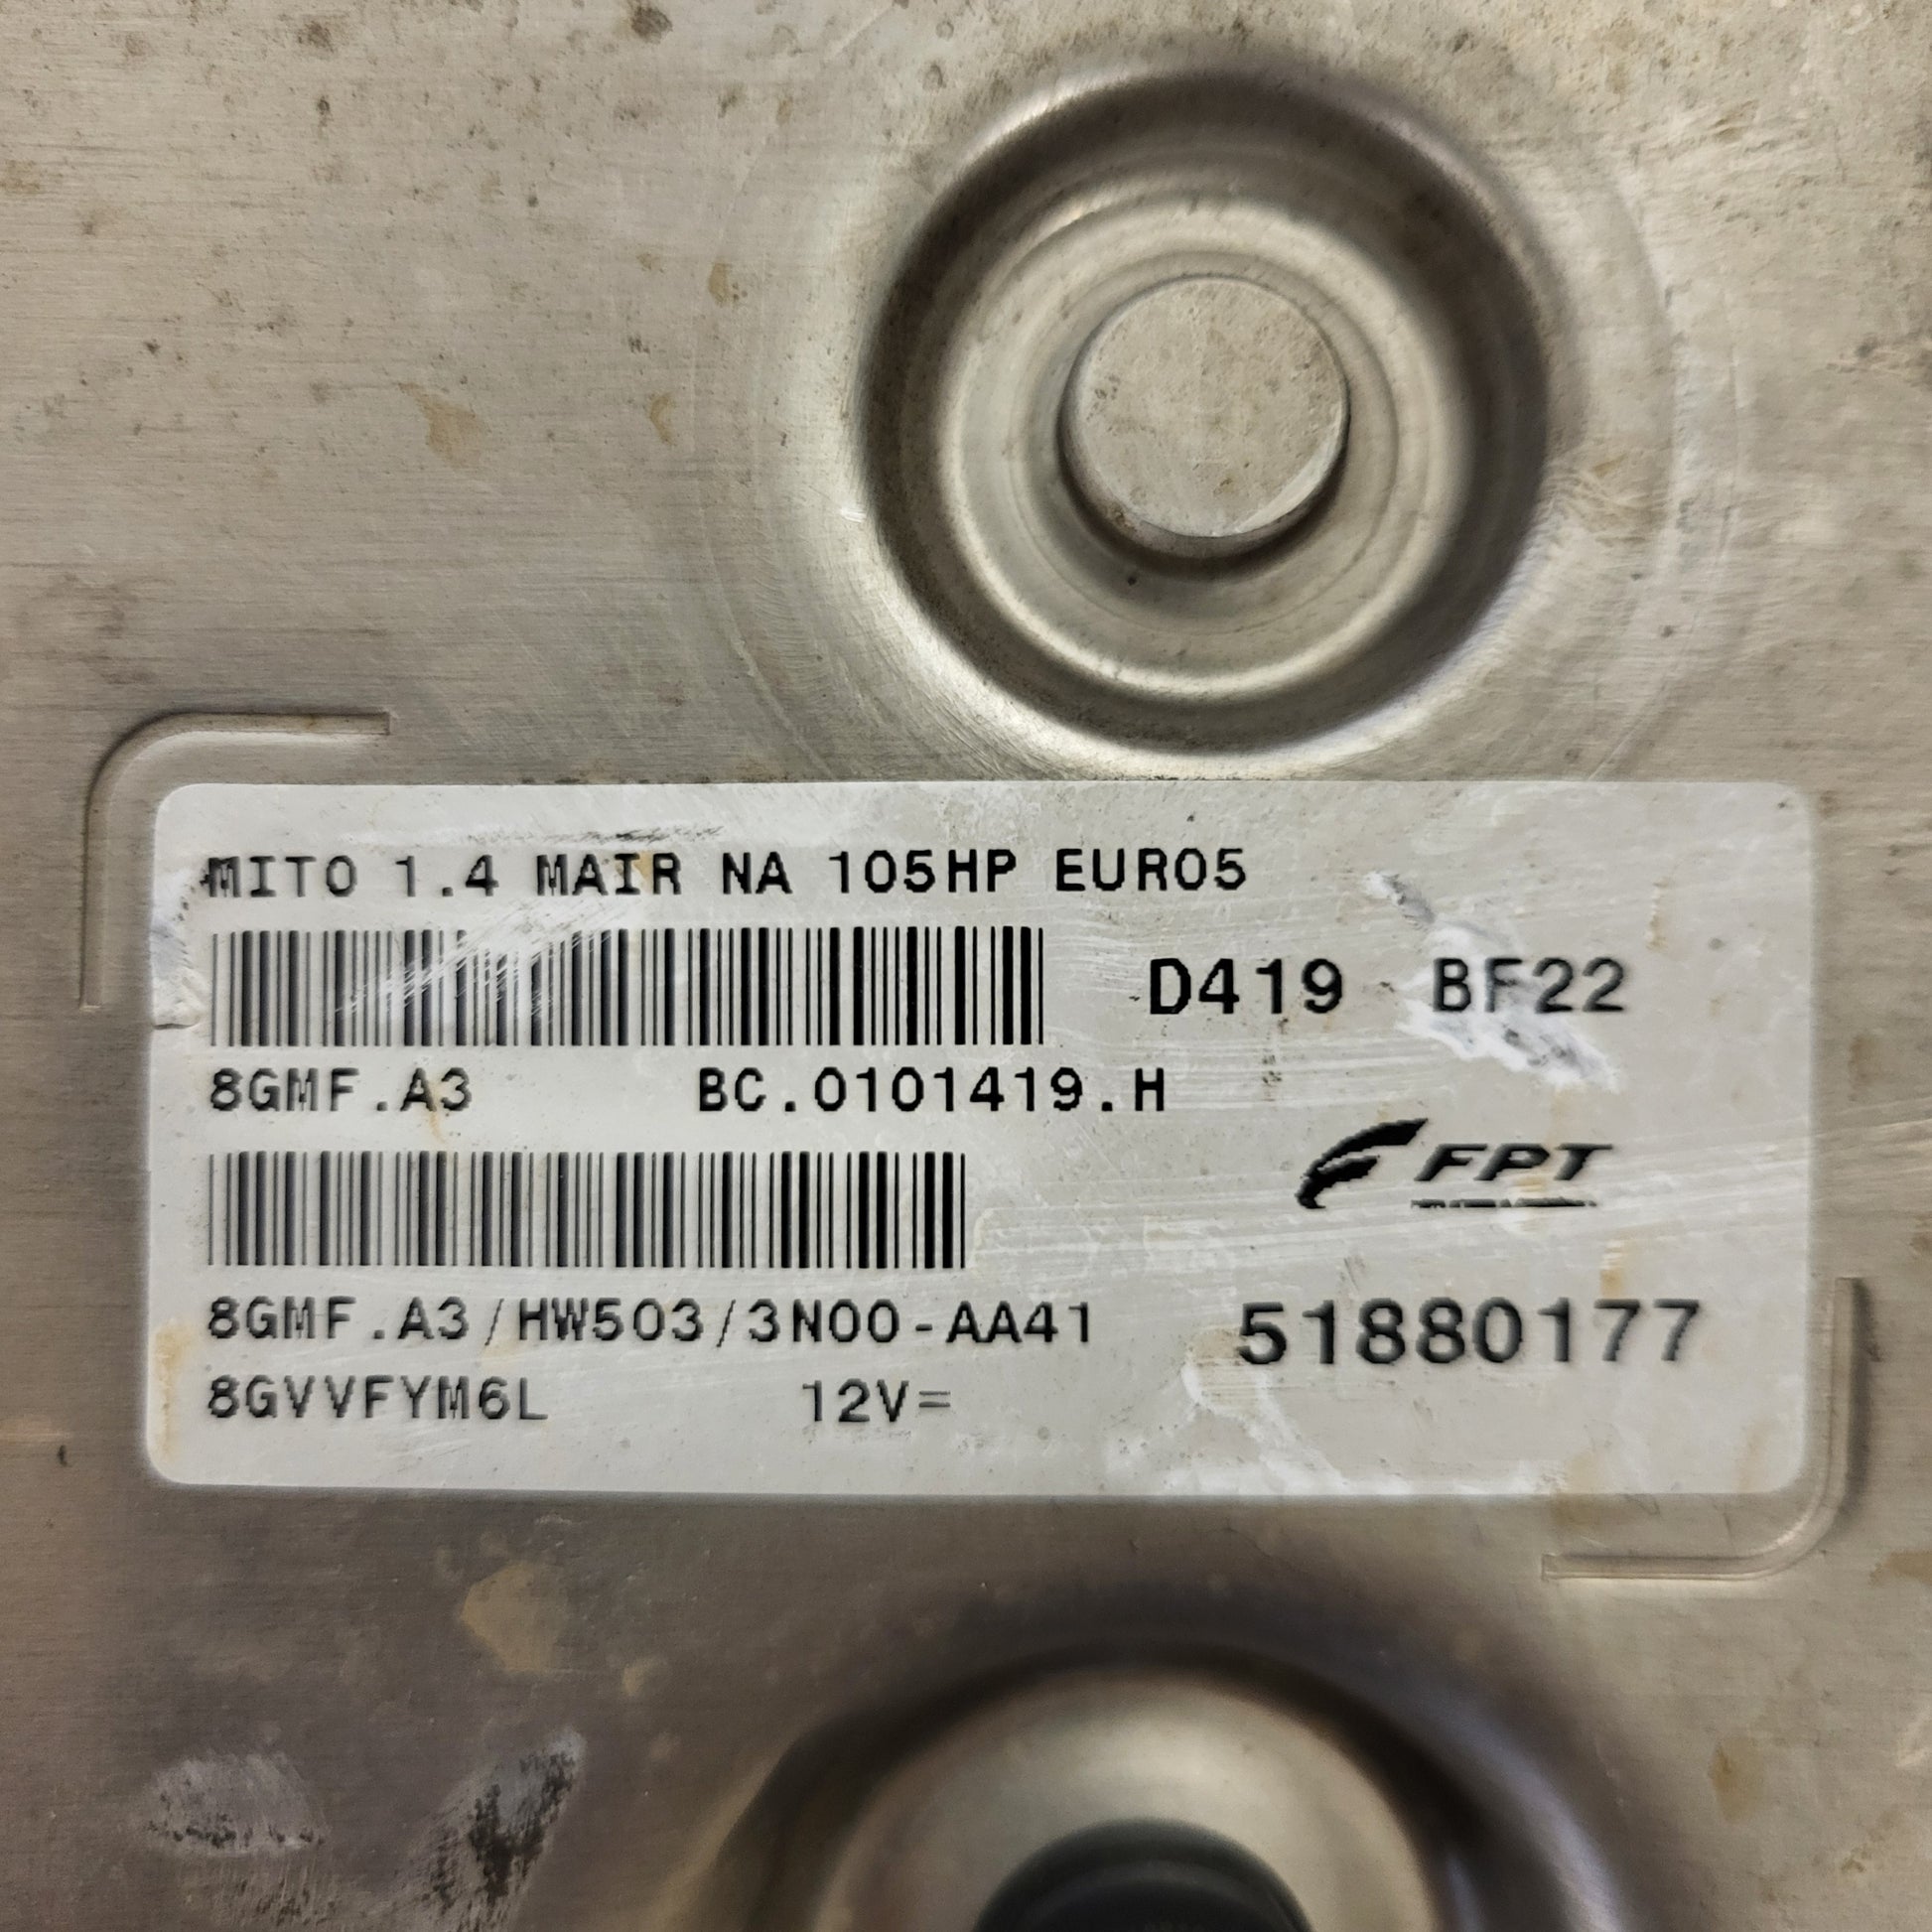 MITO 1.4 MAIR NA 105HP EURO5
D419 BF22
8GMF.A3 BC.0101419.H
FPT
8GMF.A3/HW503/3N00-AA41
51880177
8GVVFYM6L 12V=